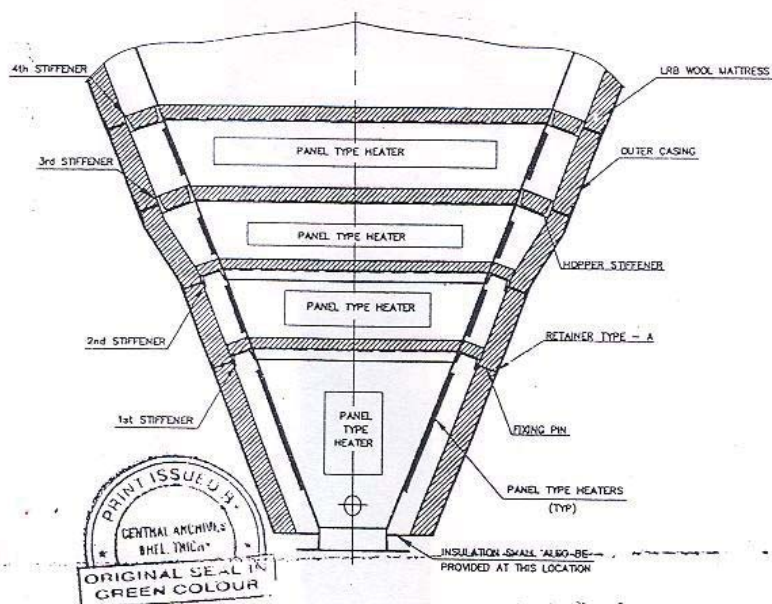 4th STIFFENER
3rd STIFFENER
2nd STIFFENER
1st STIFFENER
PANEL TYPE HEATER
PANEL TYPE HEATER
PANEL TYPE HEATER
PANEL
TYPE
HEATER
LRB WOOL MATTRESS
OUTER CASING
HOPPER STIFFENER
RETAINER TYPE - A
FIXING PIN
PANEL TYPE HEATERS
(TYP)
INSULATION SHALL ALSO BE
PROVIDED AT THIS LOCATION
PRINT ISSUED BY
CENTRAL ARCHIVES
BHEL,
ORIGINAL SEAL IN
GREEN COLOUR